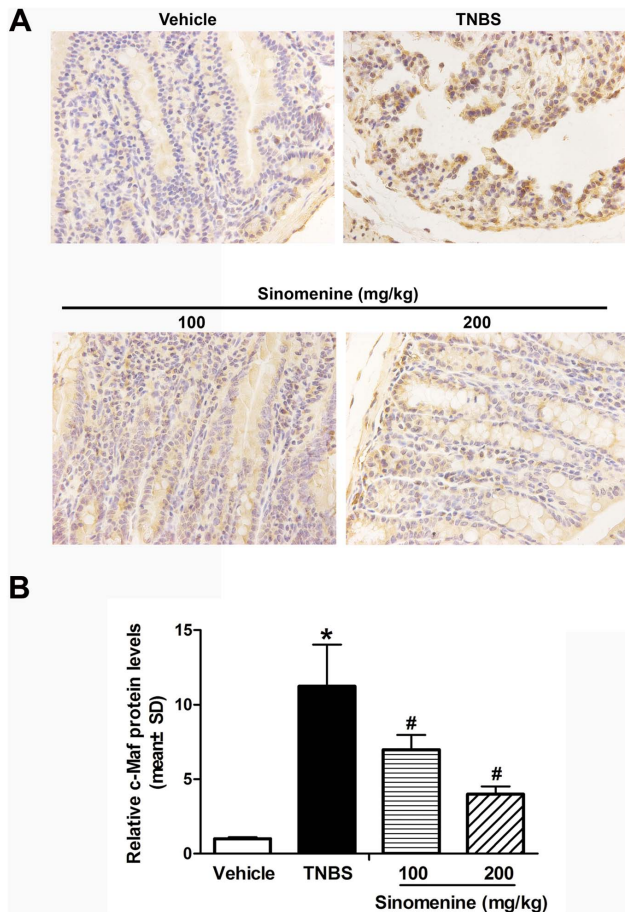 A
Vehicle TNBS
Sinomenine (mg/kg)
100 200
B
Relative c-Maf protein levels
(mean± SD)
15
10
5
0
*
#
#
Vehicle TNBS 100 200
Sinomenine (mg/kg)